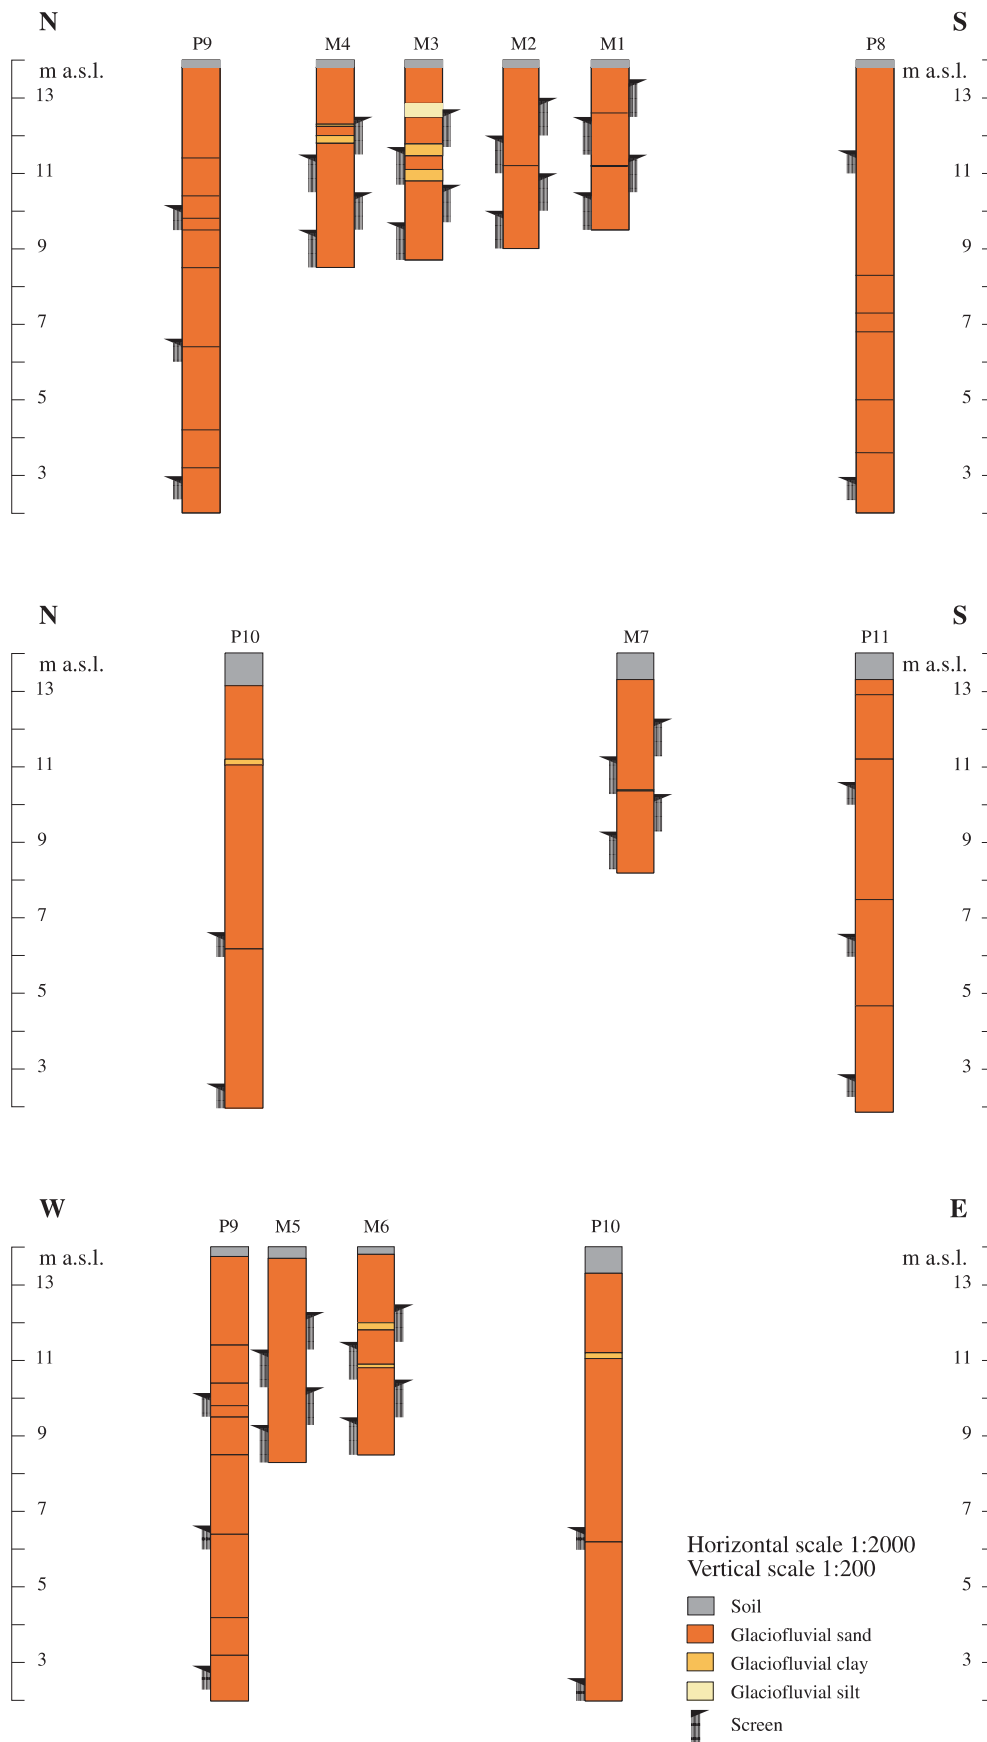 N S
P9 M4 M3 M2 M1 P8
m a.s.l. m a.s.l.
13 13
11 11
9 9
7 7
5 5
3 3
N S
P10 M7 P11
m a.s.l. m a.s.l.
13 13
11 11
9 9
7 7
5 5
3 3
W E
P9 M5 M6 P10
m a.s.l. m a.s.l.
13 13
11 11
9 9
7 7
5 5
3 3
Horizontal scale 1:2000
Vertical scale 1:200
Soil
Glaciofluvial sand
Glaciofluvial clay
Glaciofluvial silt
Screen